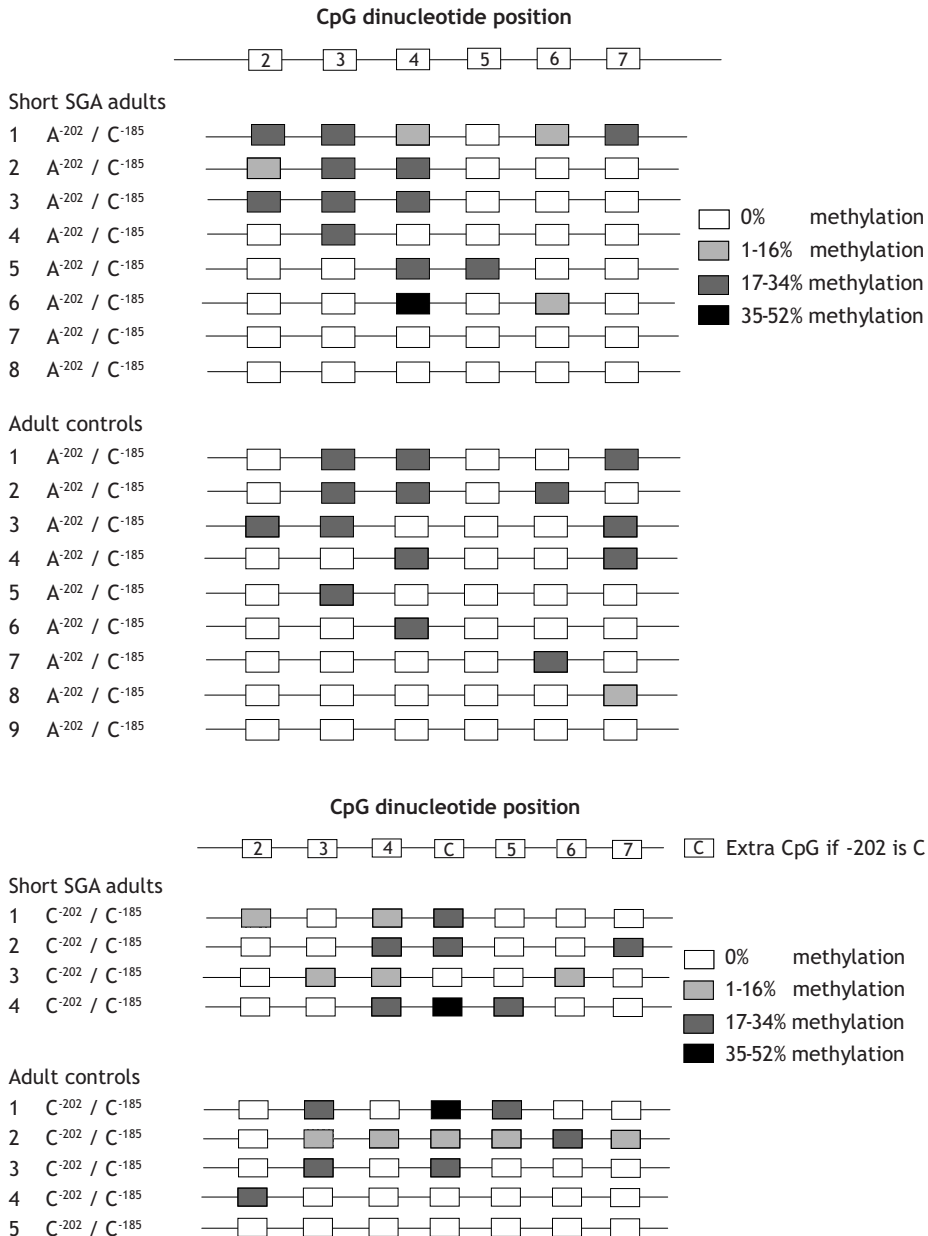 CpG dinucleotide position
2 3 4 5 6 7
Short SGA adults
1 A-202 / C-185
2 A-202 / C-185
3 A-202 / C-185
4 A-202 / C-185
5 A-202 / C-185
6 A-202 / C-185
7 A-202 / C-185
8 A-202 / C-185
0% methylation
1-16% methylation
17-34% methylation
35-52% methylation
Adult controls
1 A-202 / C-185
2 A-202 / C-185
3 A-202 / C-185
4 A-202 / C-185
5 A-202 / C-185
6 A-202 / C-185
7 A-202 / C-185
8 A-202 / C-185
9 A-202 / C-185
CpG dinucleotide position
2 3 4 C 5 6 7
C Extra CpG if -202 is C
Short SGA adults
1 C-202 / C-185
2 C-202 / C-185
3 C-202 / C-185
4 C-202 / C-185
0% methylation
1-16% methylation
17-34% methylation
35-52% methylation
Adult controls
1 C-202 / C-185
2 C-202 / C-185
3 C-202 / C-185
4 C-202 / C-185
5 C-202 / C-185